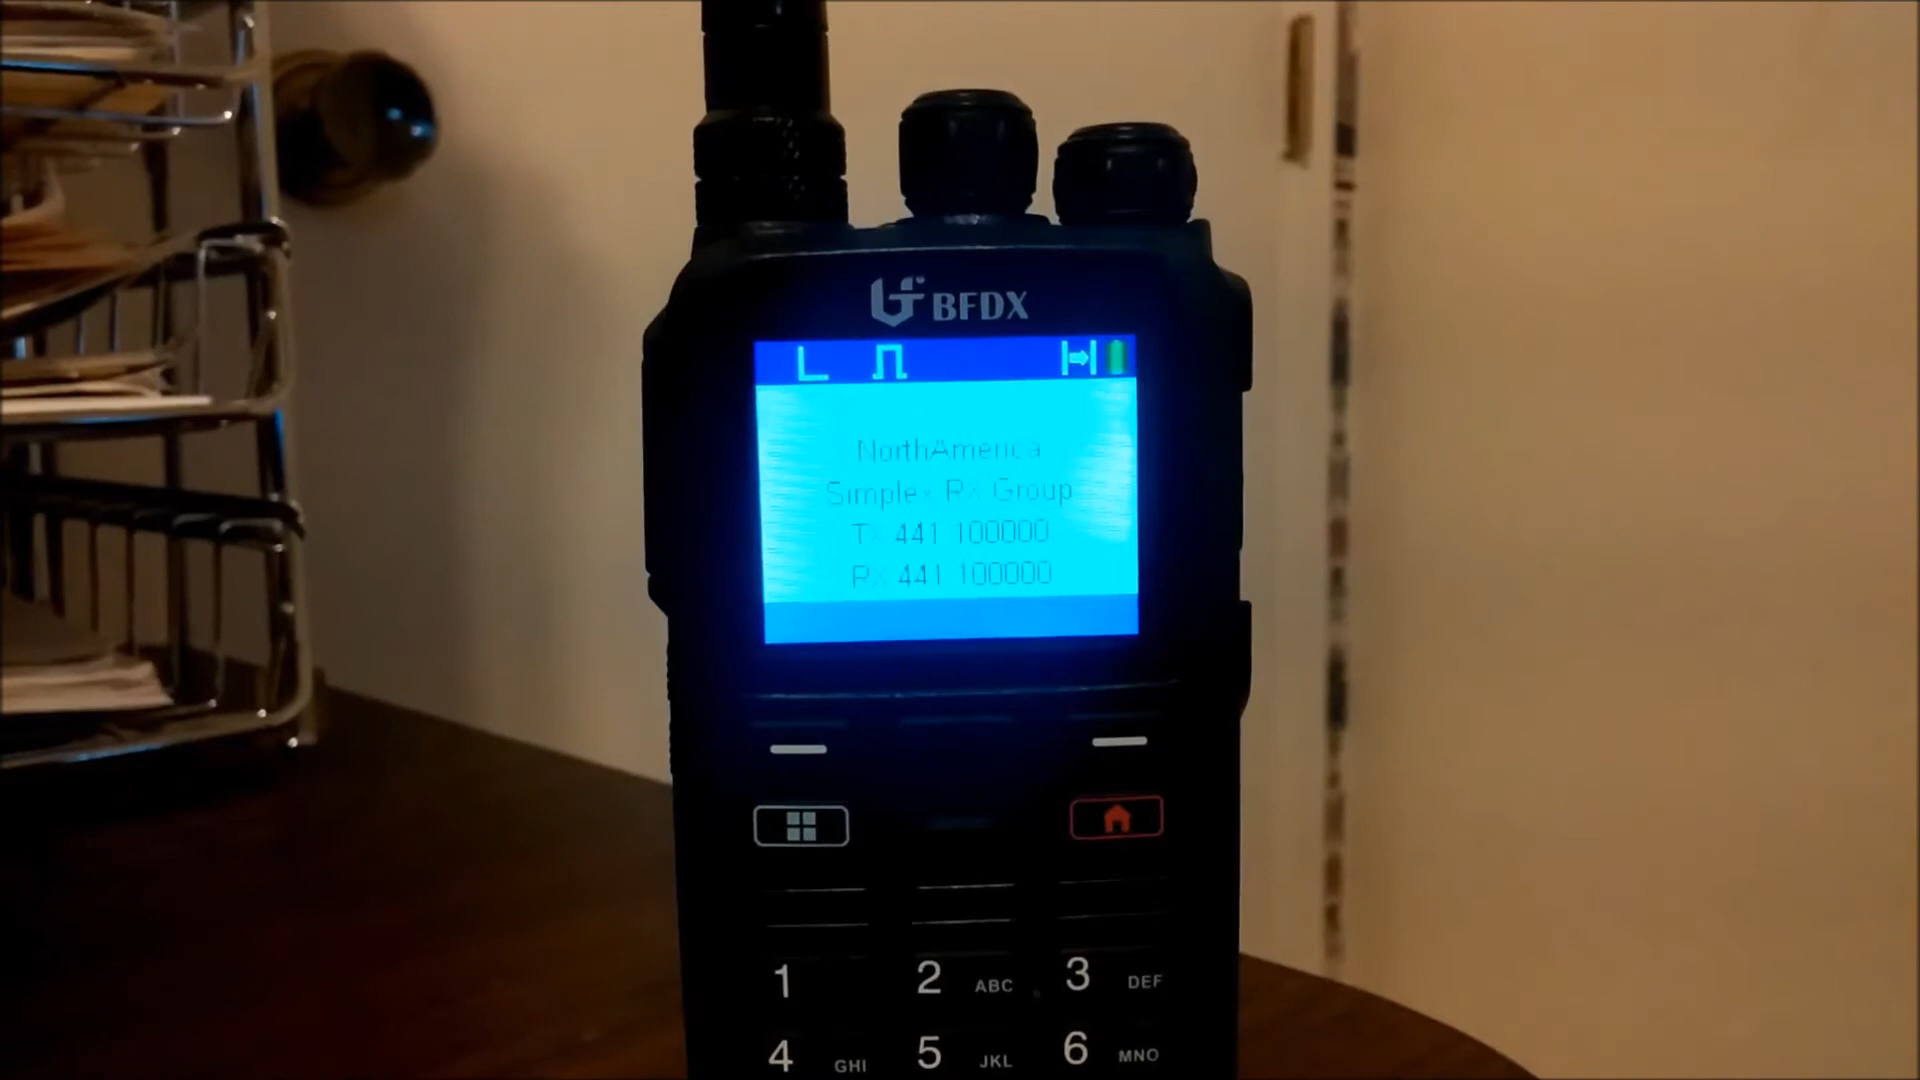 BFDX
L
NorthAmerica
Simplex Rx Group
TX 441 100000
Rx 441 100000
1
2 ABC
3 DEF
4 GHI
5 JKL
6 MNO